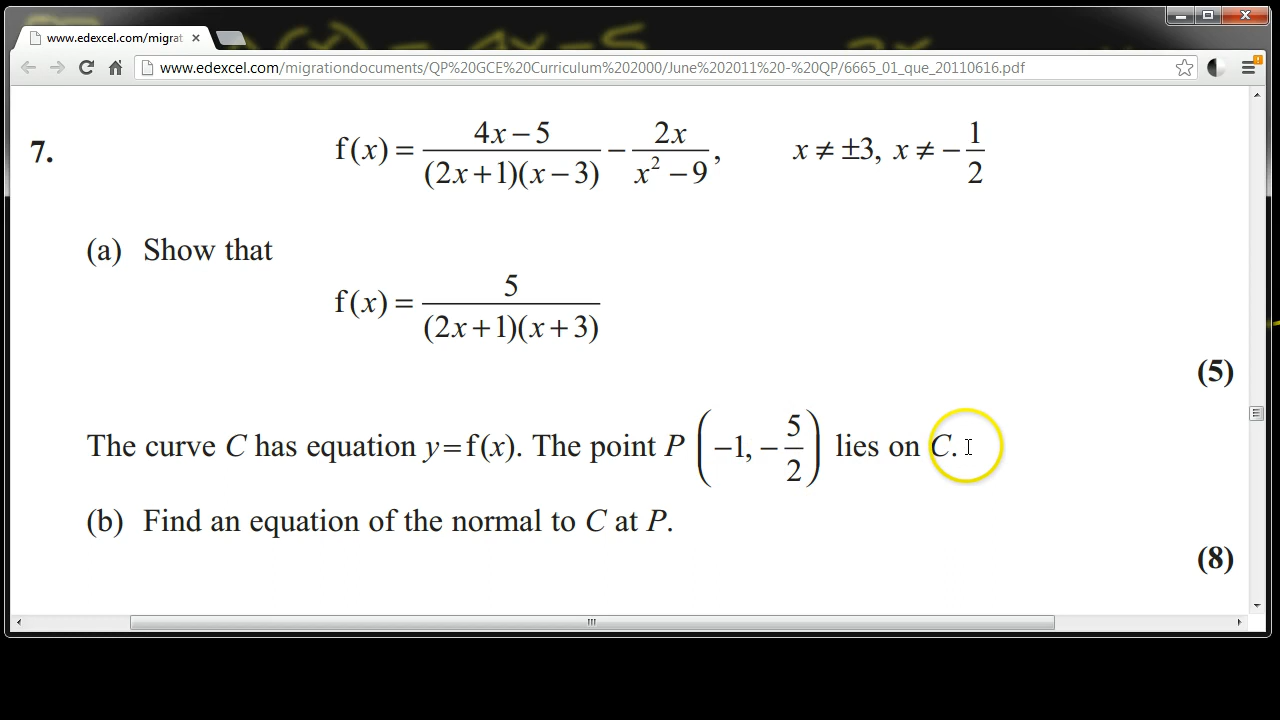 www.edexcel.com/migrat
www.edexcel.com/migrationdocuments/QP%20GCE%20Curriculum%202000/June%202011%20-%20QP/6665_01_que_20110616.pdf
7. f(x) = (4x − 5)/((2x + 1)(x − 3)) − 2x/(x² − 9), x ≠ ±3, x ≠ −1/2
(a) Show that
f(x) = 5/((2x + 1)(x + 3))
(5)
The curve C has equation y = f(x). The point P (−1, −5/2) lies on C.
(b) Find an equation of the normal to C at P.
(8)